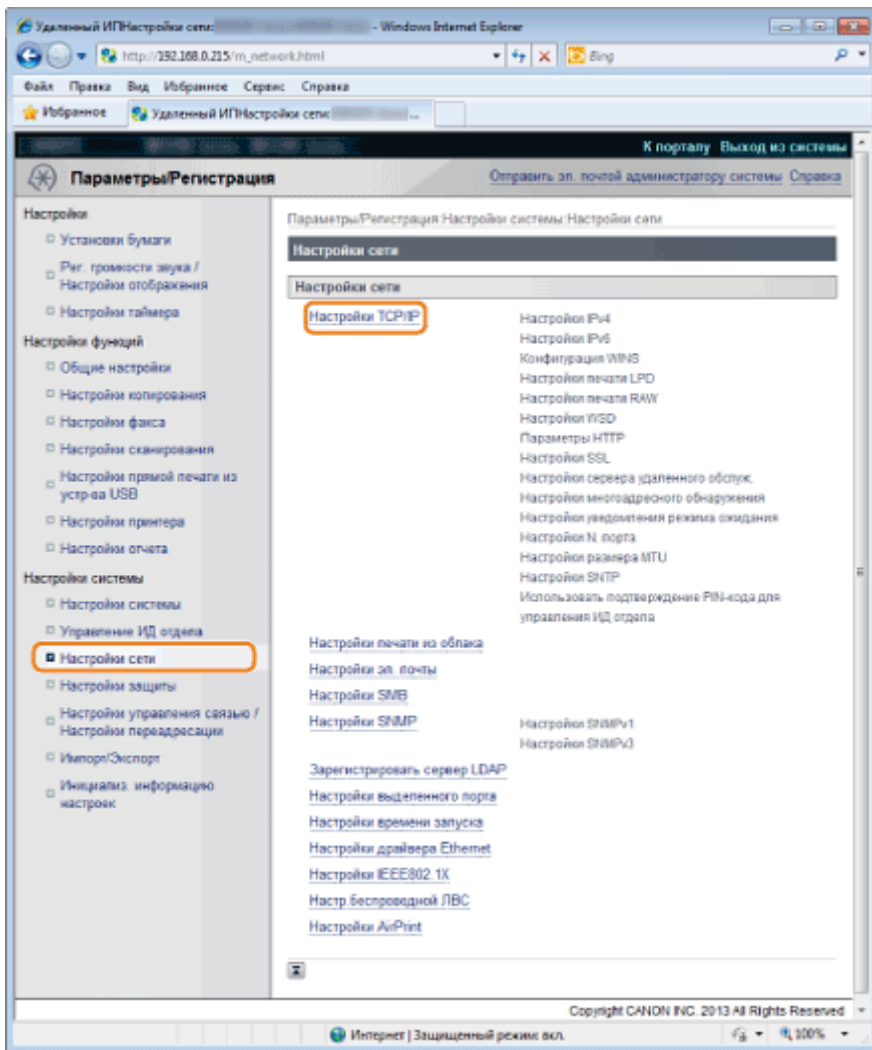 Удаленный ИПНастройки сети: - Windows Internet Explorer
http://192.168.0.215/m_network.html
Bing
Файл Правка Вид Избранное Сервис Справка
Избранное
Удаленный ИПНастройки сети: ...
К порталу Выход из системы
Параметры/Регистрация
Отправить эл. почтой администратору системы Справка
Настройки
Установки бумаги
Рег. громкости звука /
Настройки отображения
Настройки таймера
Настройки функций
Общие настройки
Настройки копирования
Настройки факса
Настройки сканирования
Настройки прямой печати из
устр-ва USB
Настройки принтера
Настройки отчета
Настройки системы
Настройки системы
Управление ИД отдела
Настройки сети
Настройки защиты
Настройки управления связью /
Настройки переадресации
Импорт/Экспорт
Инициализ. информацию
настроек
Параметры/Регистрация:Настройки системы:Настройки сети
Настройки сети
Настройки сети
Настройки TCP/IP
Настройки IPv4
Настройки IPv6
Конфигурация WINS
Настройки печати LPD
Настройки печати RAW
Настройки WSD
Параметры HTTP
Настройки SSL
Настройки сервера удаленного обслуж.
Настройки многоадресного обнаружения
Настройки уведомления режима ожидания
Настройки N. порта
Настройки размера MTU
Настройки SNTP
Использовать подтверждение PIN-кода для
управления ИД отдела
Настройки печати из облака
Настройки эл. почты
Настройки SMB
Настройки SNMP
Настройки SNMPv1
Настройки SNMPv3
Зарегистрировать сервер LDAP
Настройки выделенного порта
Настройки времени запуска
Настройки драйвера Ethernet
Настройки IEEE802.1X
Настр.беспроводной ЛВС
Настройки AirPrint
Copyright CANON INC. 2013 All Rights Reserved
Интернет | Защищенный режим: вкл.
100%